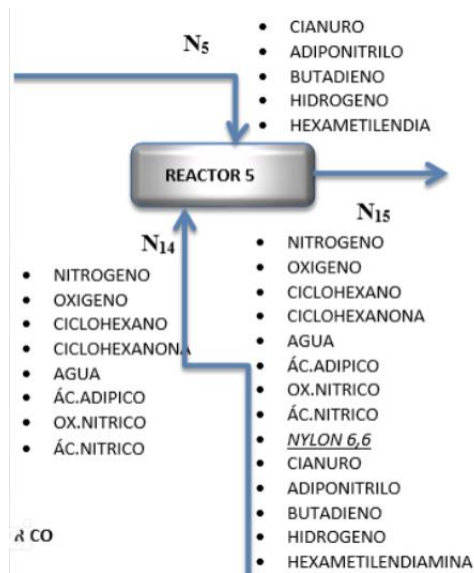 N5
• CIANURO
• ADIPONITRILO
• BUTADIENO
• HIDROGENO
• HEXAMETILENDIA
REACTOR 5
N15
N14
• NITROGENO
• OXIGENO
• CICLOHEXANO
• CICLOHEXANONA
• AGUA
• ÁC.ADIPICO
• OX.NITRICO
• ÁC.NITRICO
• NITROGENO
• OXIGENO
• CICLOHEXANO
• CICLOHEXANONA
• AGUA
• ÁC.ADIPICO
• OX.NITRICO
• ÁC.NITRICO
• NYLON 6,6
• CIANURO
• ADIPONITRILO
• BUTADIENO
• HIDROGENO
• HEXAMETILENDIAMINA
R CO